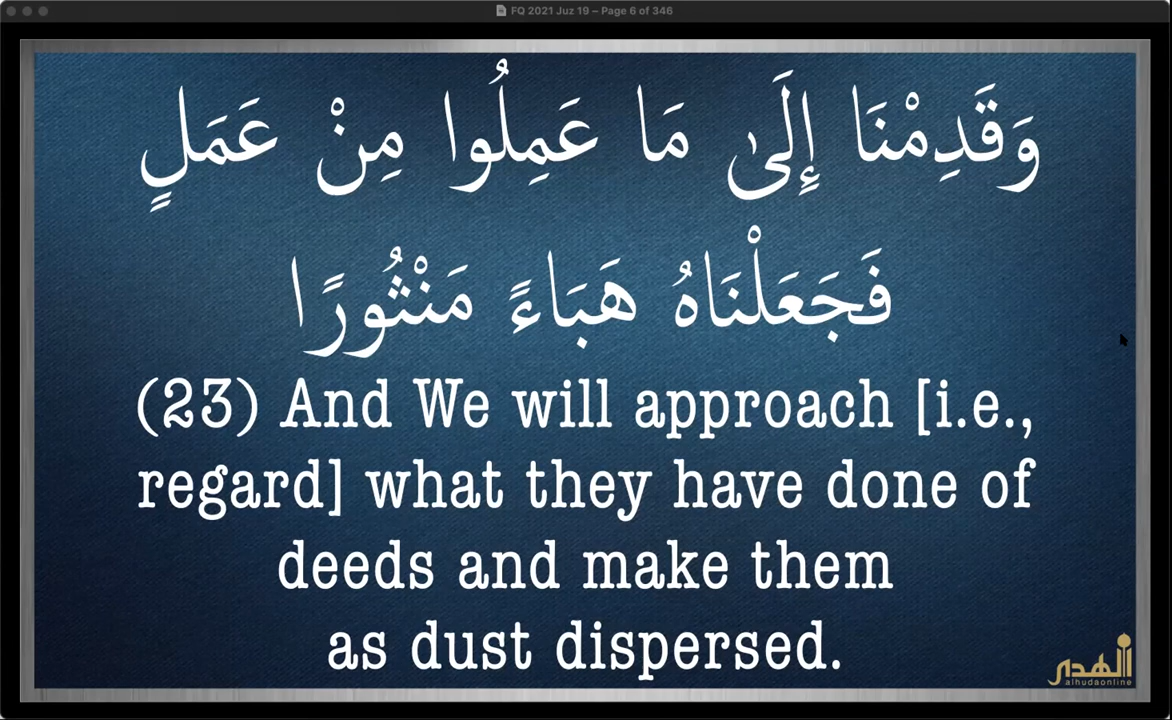 FQ 2021 Juz 19 – Page 6 of 346
وَقَدِمْنَا إِلَىٰ مَا عَمِلُوا مِنْ عَمَلٍ
فَجَعَلْنَاهُ هَبَاءً مَنْثُورًا
(23) And We will approach [i.e.,
regard] what they have done of
deeds and make them
as dust dispersed.
الهدى
alhudaonline